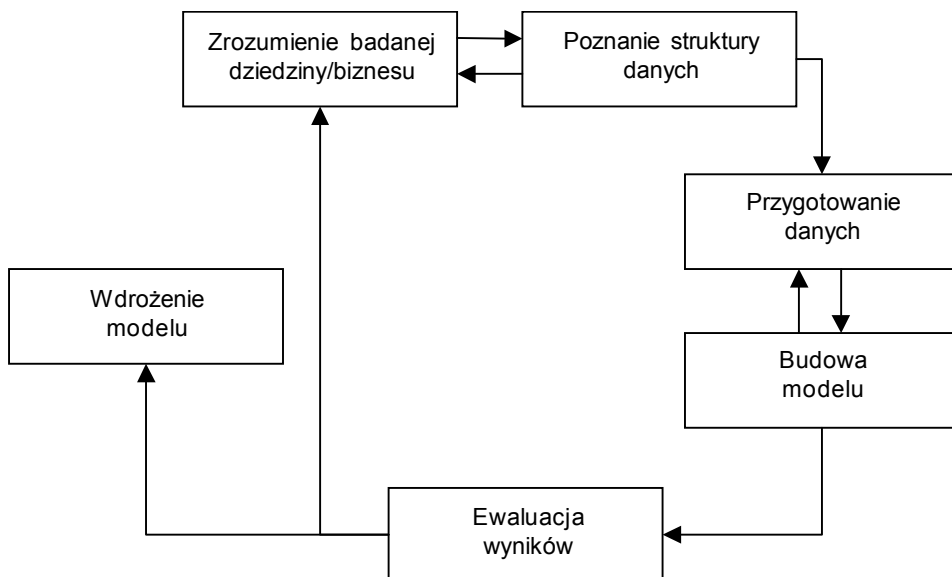 Zrozumienie badanej
dziedziny/biznesu
Poznanie struktury
danych
Przygotowanie
danych
Wdrożenie
modelu
Budowa
modelu
Ewaluacja
wyników